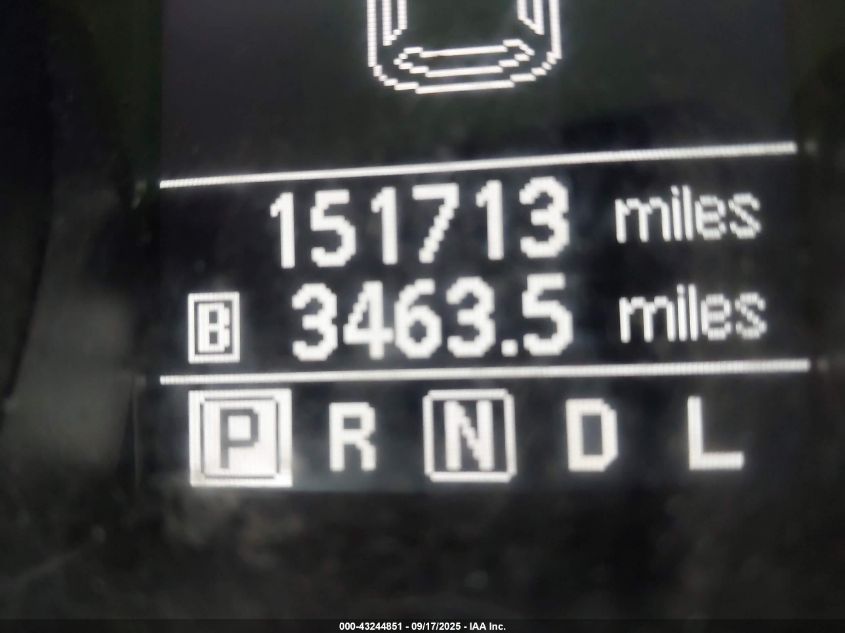 151713 miles
B 3463.5 miles
P R N D L
000-43244851 - 09/17/2025 - IAA Inc.